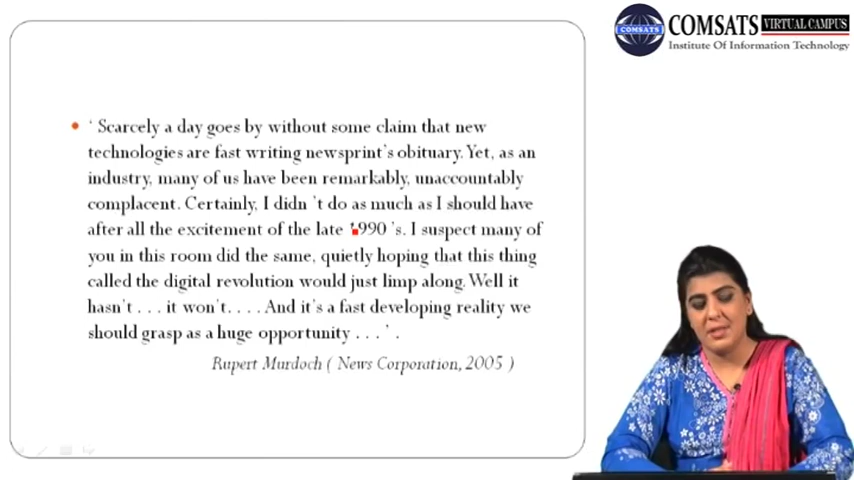 COMSATS VIRTUAL CAMPUS
COMSATS
Institute Of Information Technology
• ‘ Scarcely a day goes by without some claim that new
technologies are fast writing newsprint’s obituary. Yet, as an
industry, many of us have been remarkably, unaccountably
complacent. Certainly, I didn ’t do as much as I should have
after all the excitement of the late 1990 ’s. I suspect many of
you in this room did the same, quietly hoping that this thing
called the digital revolution would just limp along. Well it
hasn’t . . . it won’t. . . . And it’s a fast developing reality we
should grasp as a huge opportunity . . . ’ .
Rupert Murdoch ( News Corporation, 2005 )